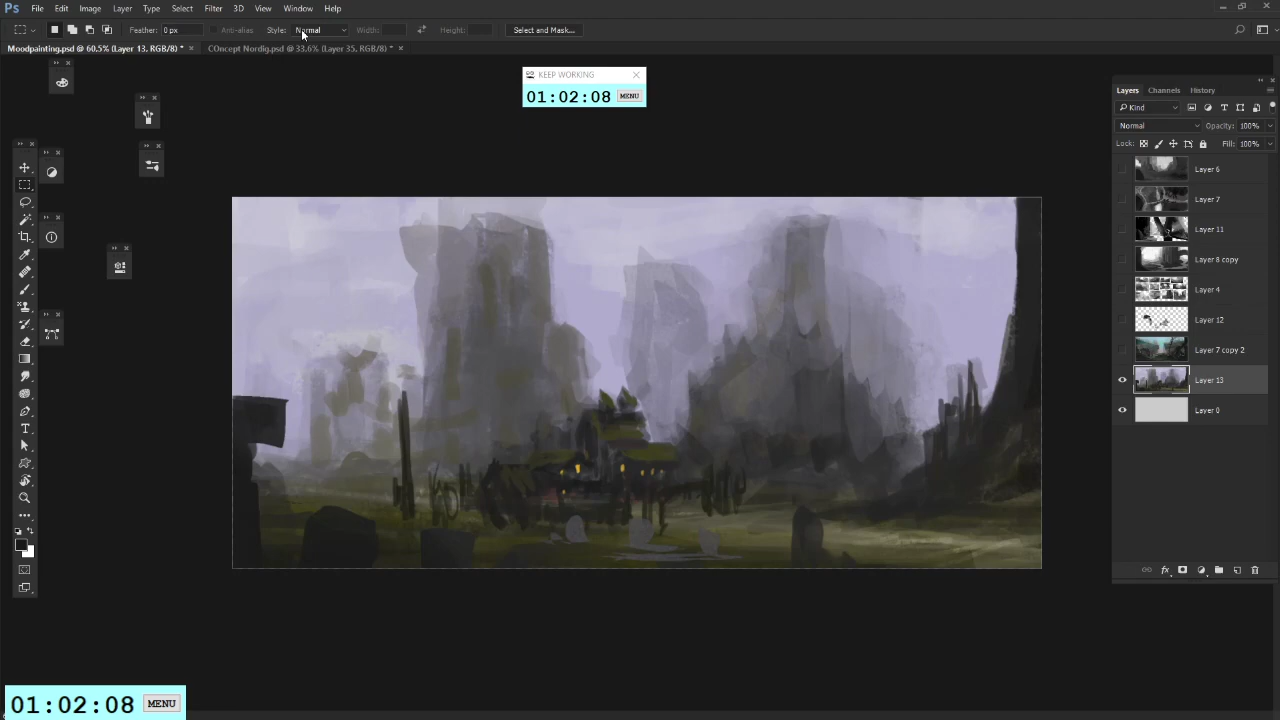 Ps File Edit Image Layer Type Select Filter 3D View Window Help
Feather: 0 px Anti-alias Style: Normal Width: Height: Select and Mask...
Moodpainting.psd @ 60,5% (Layer 13, RGB/8) * × COncept Nordig.psd @ 33,6% (Layer 35, RGB/8) * ×
KEEP WORKING
01:02:08 MENU
Layers Channels History
Kind
Normal Opacity: 100%
Lock: Fill: 100%
Layer 6
Layer 7
Layer 11
Layer 8 copy
Layer 4
Layer 12
Layer 7 copy 2
Layer 13
Layer 0
01:02:08 MENU